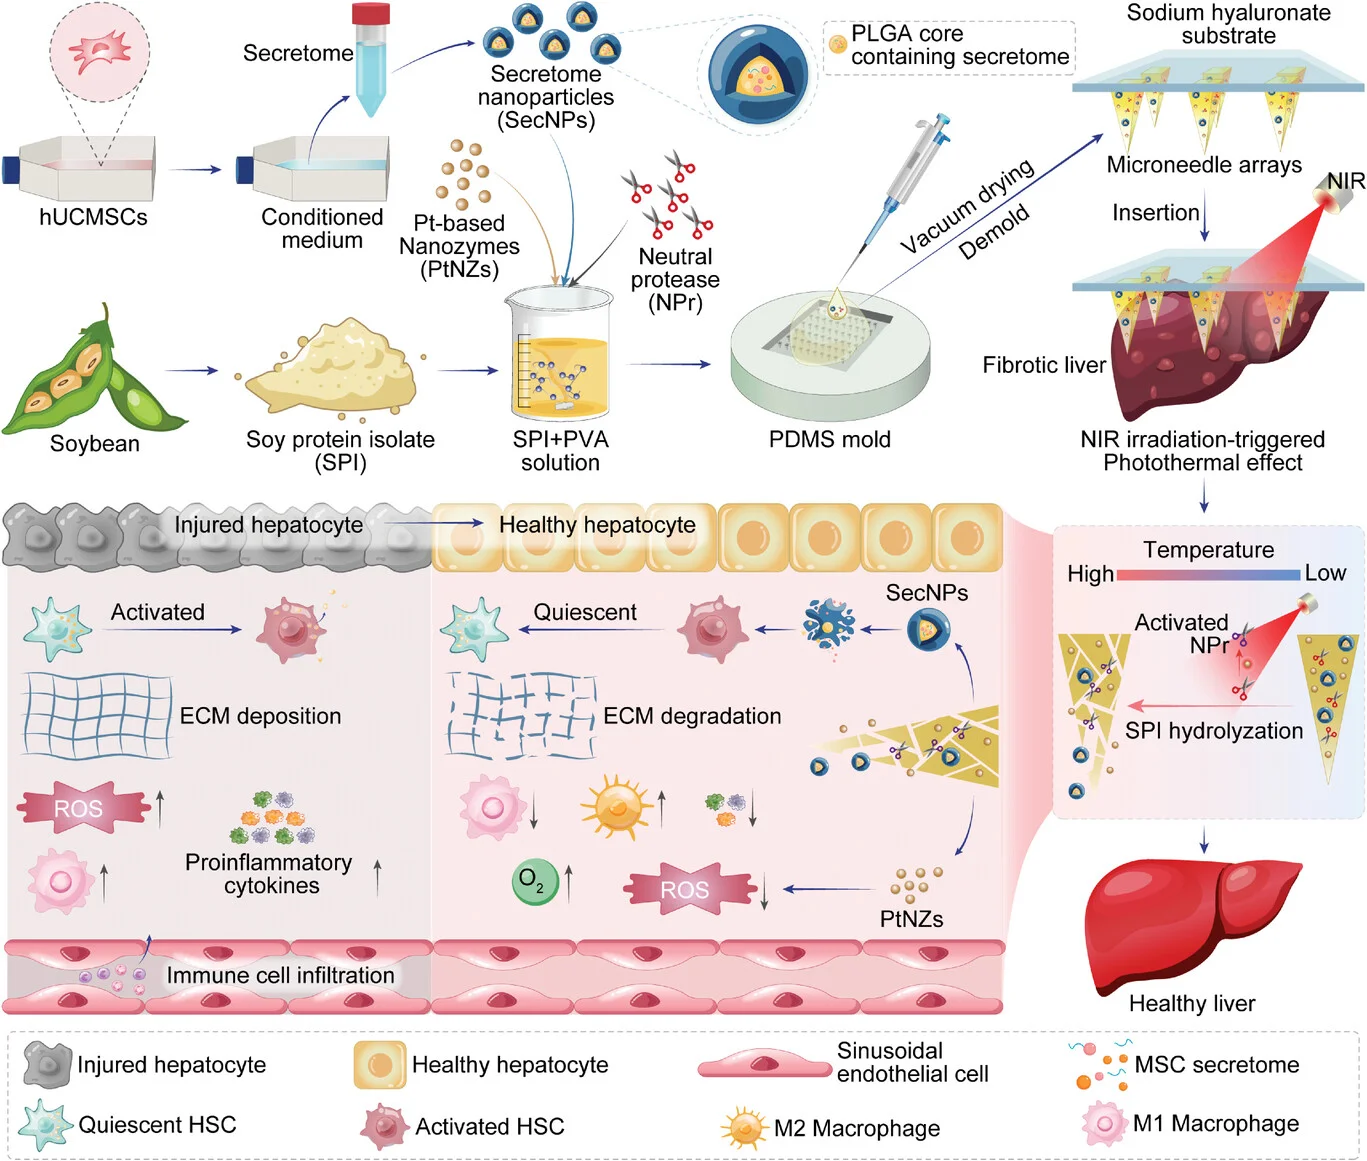 Secretome
hUCMSCs
Conditioned
medium
Secretome
nanoparticles
(SecNPs)
PLGA core
containing secretome
Pt-based
Nanozymes
(PtNZs)
Neutral
protease
(NPr)
Vacuum drying
Demold
Sodium hyaluronate
substrate
Microneedle arrays
Insertion
NIR
Fibrotic liver
NIR irradiation-triggered
Photothermal effect
Soybean
Soy protein isolate
(SPI)
SPI+PVA
solution
PDMS mold
Injured hepatocyte
Healthy hepatocyte
Activated
ECM deposition
ROS
Proinflammatory
cytokines
Immune cell infiltration
Quiescent
SecNPs
ECM degradation
O2
ROS
PtNZs
Temperature
High
Low
Activated
NPr
SPI hydrolyzation
Healthy liver
Injured hepatocyte
Healthy hepatocyte
Sinusoidal
endothelial cell
MSC secretome
Quiescent HSC
Activated HSC
M2 Macrophage
M1 Macrophage